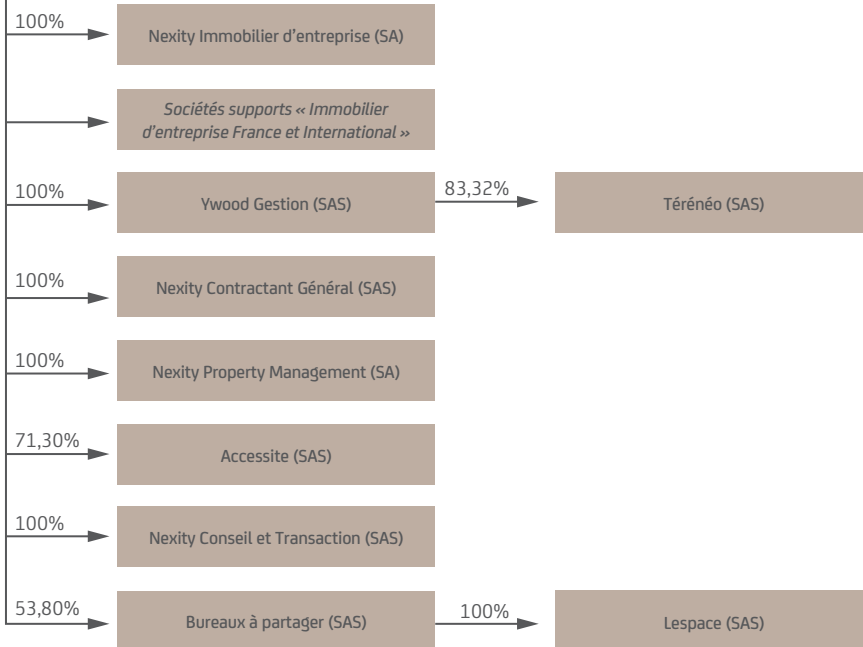 100%
Nexity Immobilier d'entreprise (SA)
Sociétés supports « Immobilier
d'entreprise France et International »
100%
Ywood Gestion (SAS)
83,32%
Térénéo (SAS)
100%
Nexity Contractant Général (SAS)
100%
Nexity Property Management (SA)
71,30%
Accessite (SAS)
100%
Nexity Conseil et Transaction (SAS)
53,80%
Bureaux à partager (SAS)
100%
Lespace (SAS)